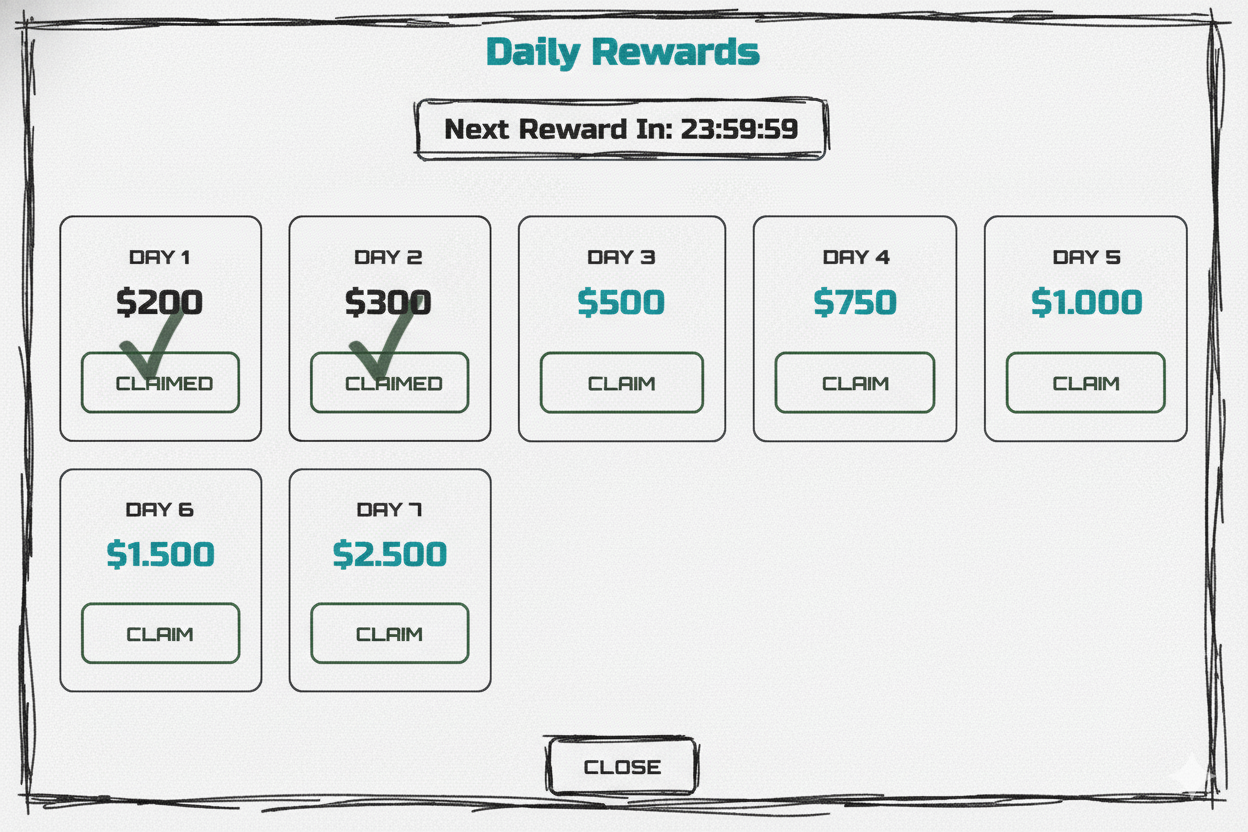 Daily Rewards
Next Reward In: 23:59:59
DAY 1
$200
CLAIMED
DAY 2
$300
CLAIMED
DAY 3
$500
CLAIM
DAY 4
$750
CLAIM
DAY 5
$1.000
CLAIM
DAY 6
$1.500
CLAIM
DAY 7
$2.500
CLAIM
CLOSE